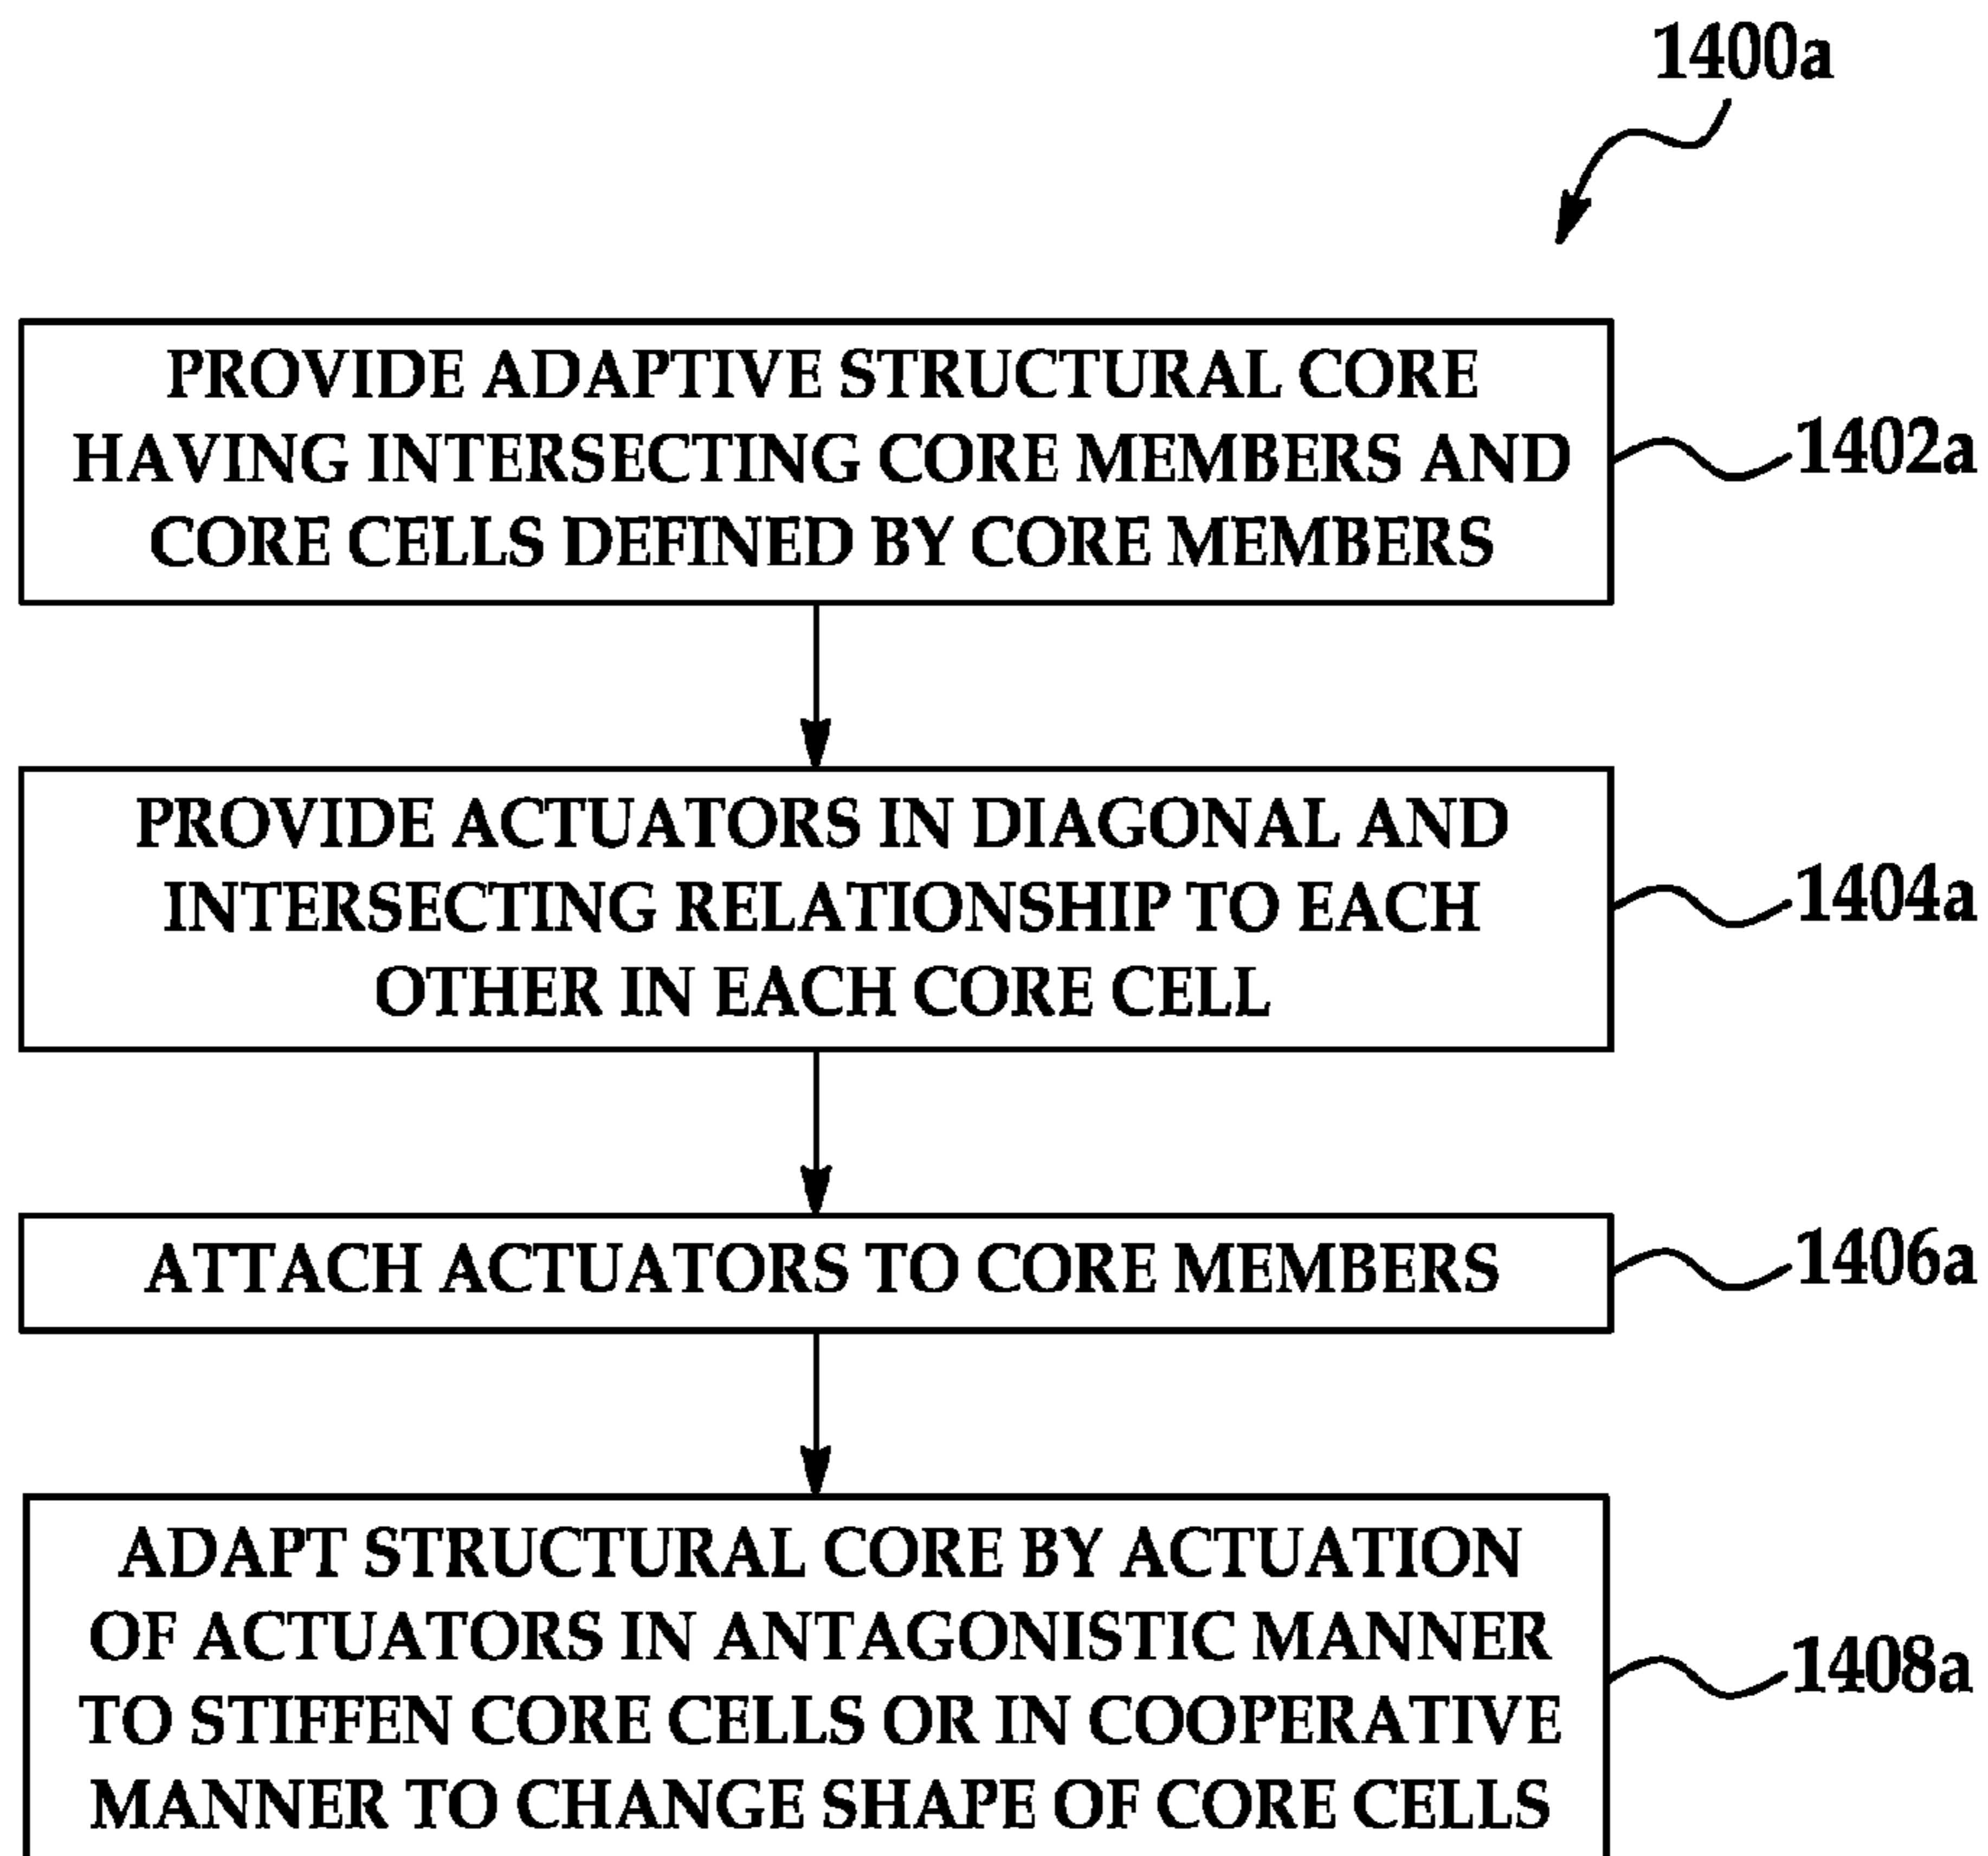 1400a
PROVIDE ADAPTIVE STRUCTURAL CORE
HAVING INTERSECTING CORE MEMBERS AND
CORE CELLS DEFINED BY CORE MEMBERS
1402a
PROVIDE ACTUATORS IN DIAGONAL AND
INTERSECTING RELATIONSHIP TO EACH
OTHER IN EACH CORE CELL
1404a
ATTACH ACTUATORS TO CORE MEMBERS
1406a
ADAPT STRUCTURAL CORE BY ACTUATION
OF ACTUATORS IN ANTAGONISTIC MANNER
TO STIFFEN CORE CELLS OR IN COOPERATIVE
MANNER TO CHANGE SHAPE OF CORE CELLS
1408a